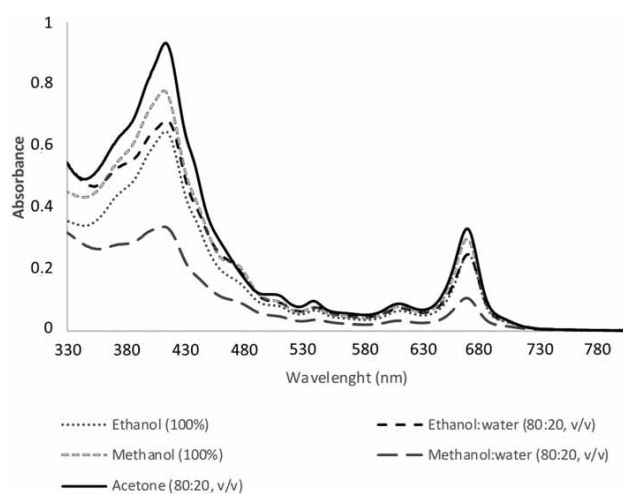 1
0.8
0.6
0.4
0.2
0
Absorbance
330 380 430 480 530 580 630 680 730 780
Wavelenght (nm)
Ethanol (100%)
Ethanol:water (80:20, v/v)
Methanol (100%)
Methanol:water (80:20, v/v)
Acetone (80:20, v/v)